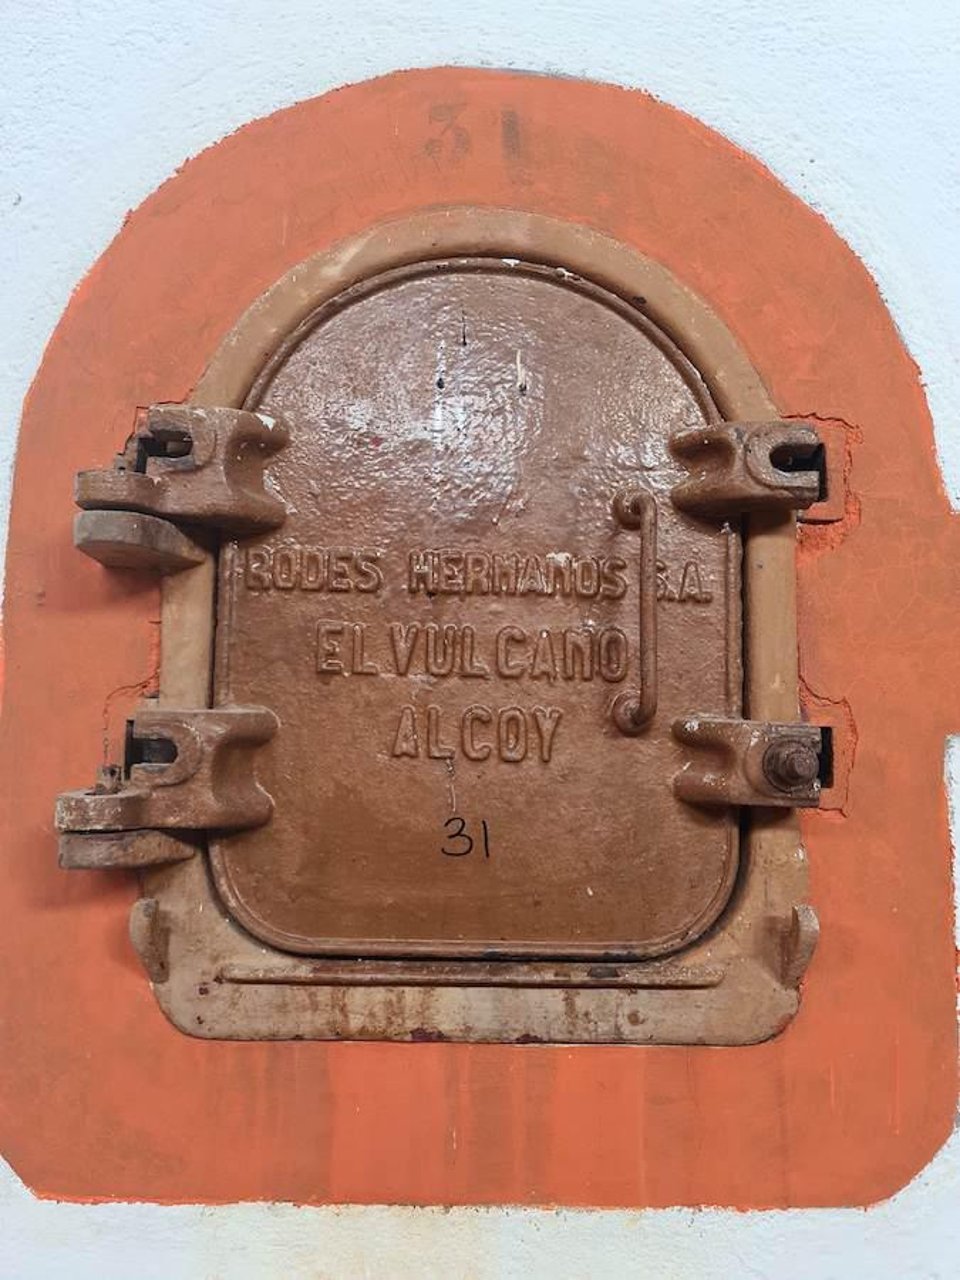 31
RODES HERMANOS S.A.
EL VULCANO
ALCOY
31